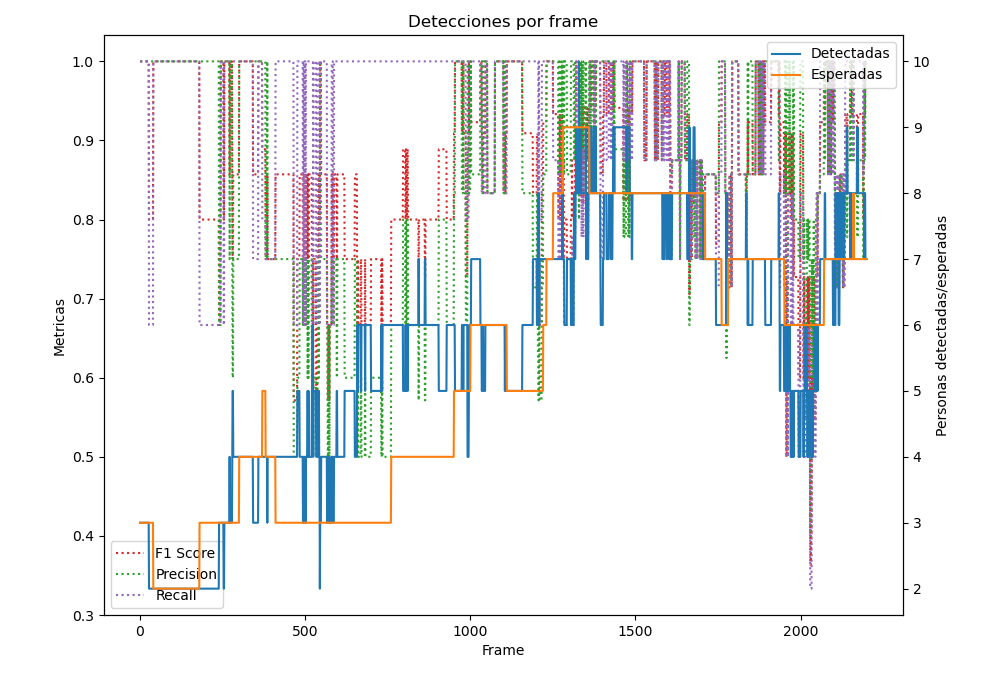 Detecciones por frame
Detectadas
Esperadas
1.0
0.9
0.8
0.7
0.6
0.5
0.4
0.3
Metricas
10
9
8
7
6
5
4
3
2
Personas detectadas/esperadas
F1 Score
Precision
Recall
0 500 1000 1500 2000
Frame